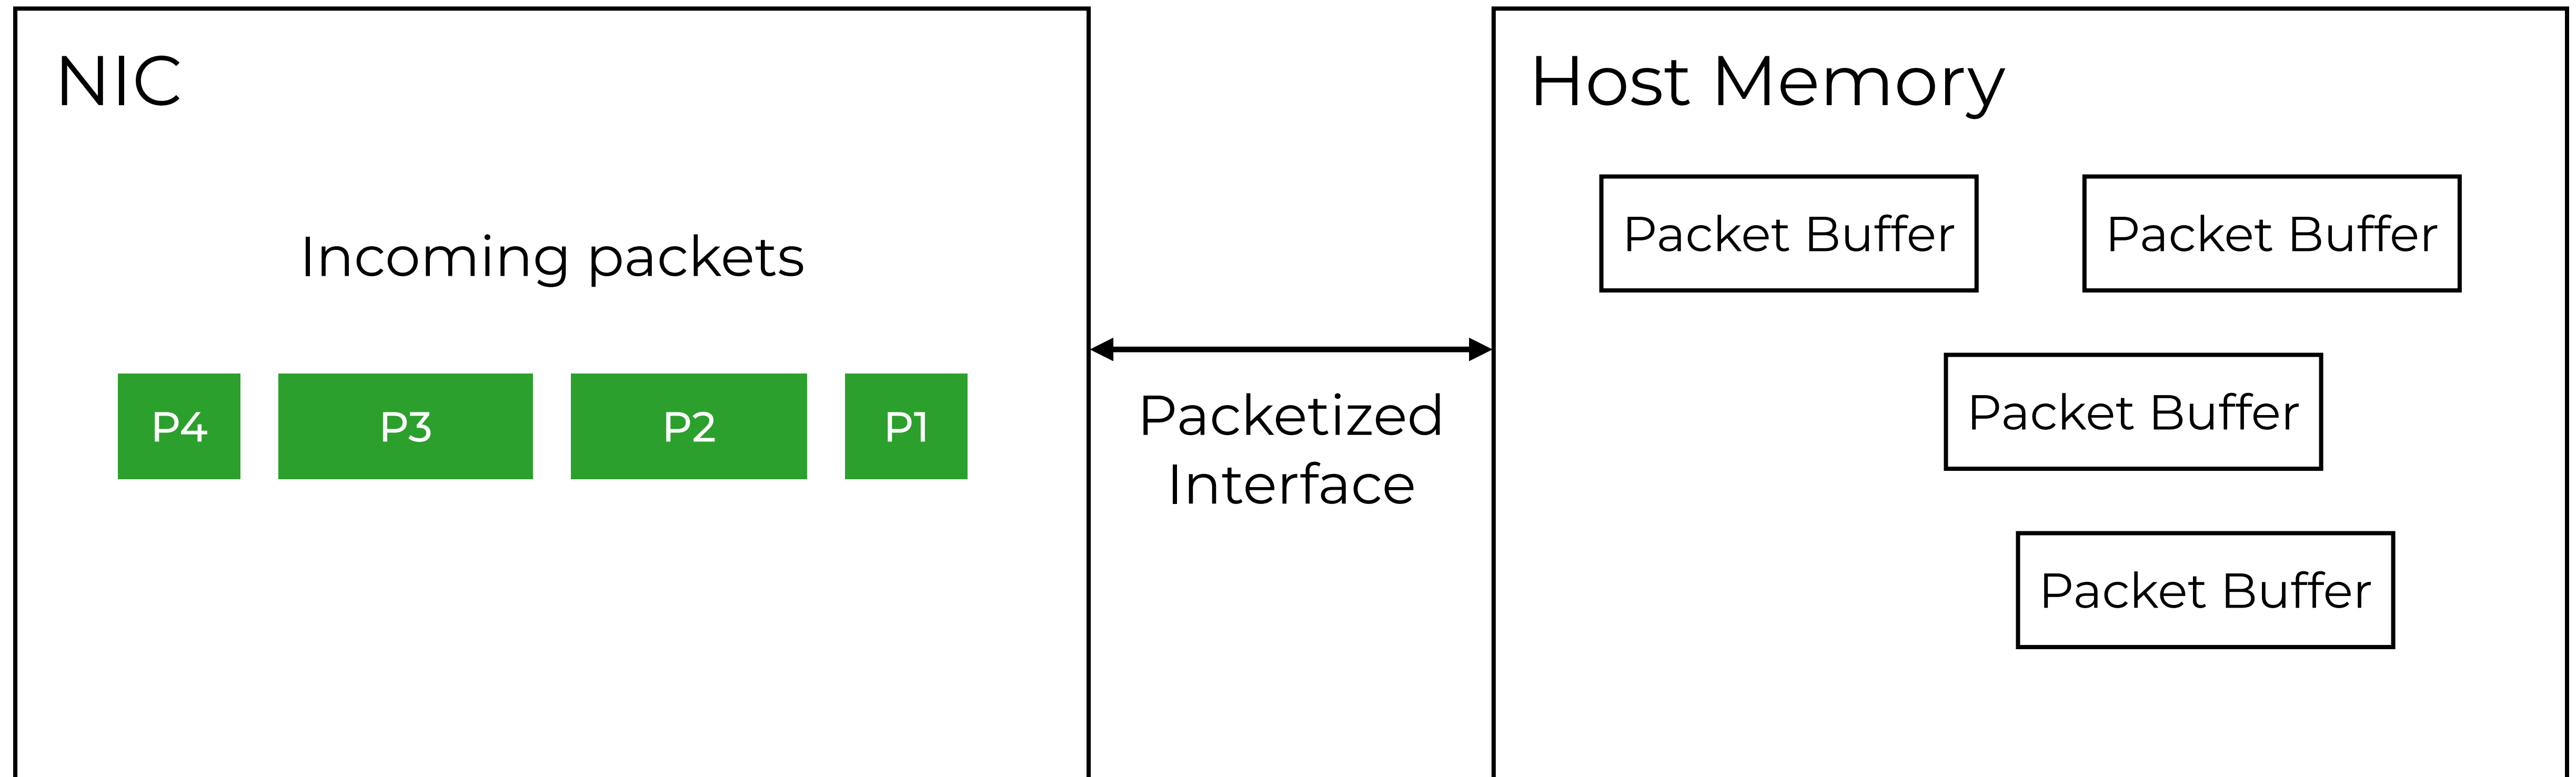 NIC
Incoming packets
P4
P3
P2
P1
Packetized
Interface
Host Memory
Packet Buffer
Packet Buffer
Packet Buffer
Packet Buffer